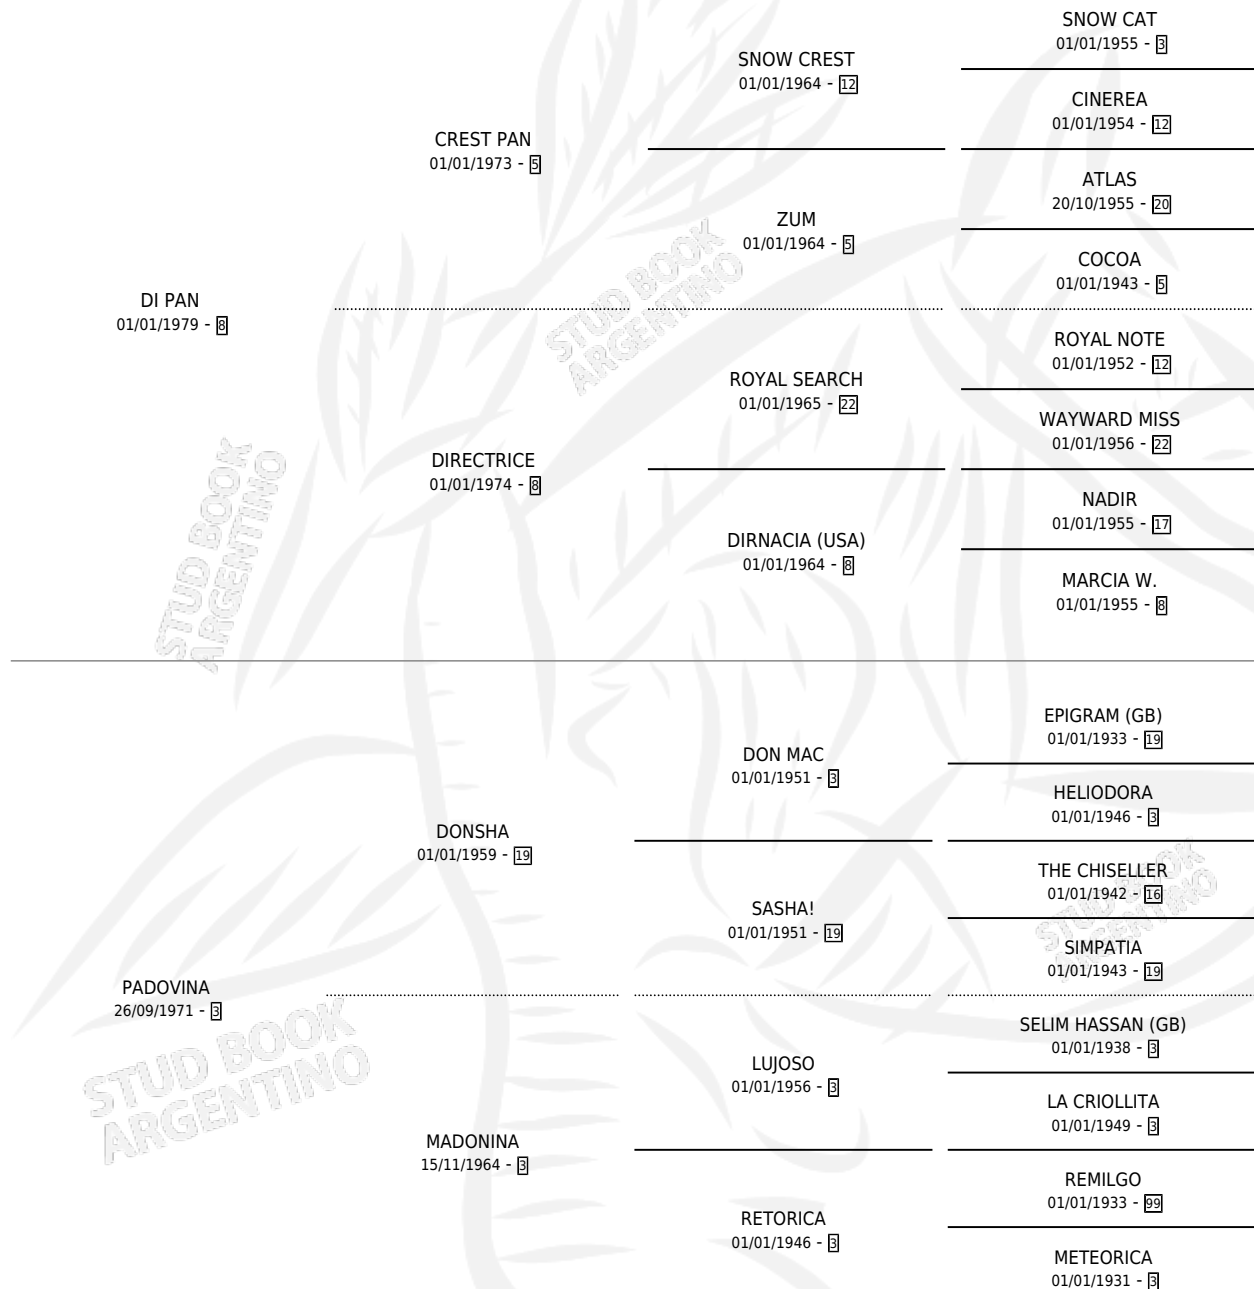 SNOW CAT
01/01/1955 - 3
SNOW CREST
01/01/1964 - 12
CINEREA
01/01/1954 - 12
CREST PAN
01/01/1973 - 5
ATLAS
20/10/1955 - 20
ZUM
01/01/1964 - 5
COCOA
01/01/1943 - 5
DI PAN
01/01/1979 - 8
ROYAL NOTE
01/01/1952 - 12
ROYAL SEARCH
01/01/1965 - 22
WAYWARD MISS
01/01/1956 - 22
DIRECTRICE
01/01/1974 - 8
NADIR
01/01/1955 - 17
DIRNACIA (USA)
01/01/1964 - 8
MARCIA W.
01/01/1955 - 8
EPIGRAM (GB)
01/01/1933 - 19
DON MAC
01/01/1951 - 3
HELIODORA
01/01/1946 - 3
DONSHA
01/01/1959 - 19
THE CHISELLER
01/01/1942 - 16
SASHA!
01/01/1951 - 19
SIMPATIA
01/01/1943 - 19
PADOVINA
26/09/1971 - 3
SELIM HASSAN (GB)
01/01/1938 - 3
LUJOSO
01/01/1956 - 3
LA CRIOLLITA
01/01/1949 - 3
MADONINA
15/11/1964 - 3
REMILGO
01/01/1933 - 99
RETORICA
01/01/1946 - 3
METEORICA
01/01/1931 - 3
STUD BOOK
ARGENTINO
STUD BOOK
ARGENTINO
STUD BOOK
ARGENTINO
STUD BOOK
ARGENTINO